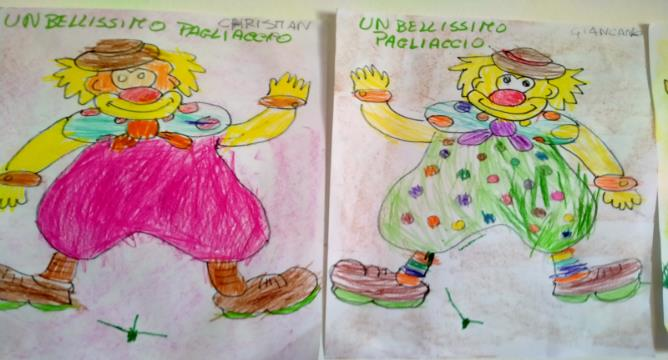 UN BELLISSIMO PAGLIACCIO
CHRISTIAN
UN BELLISSIMO
PAGLIACCIO